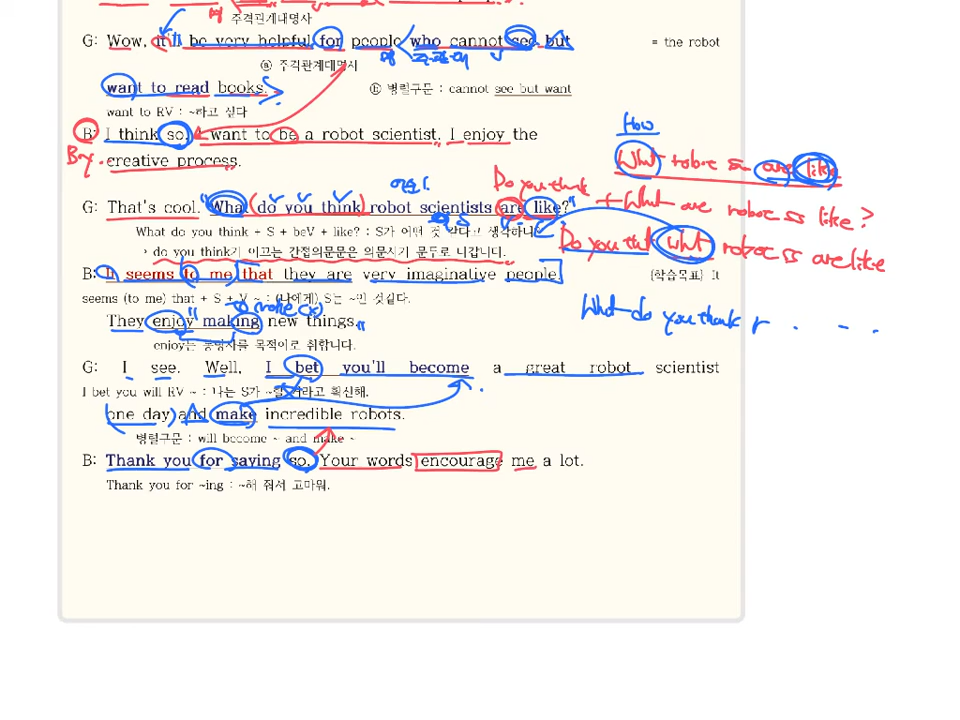 주격관계대명사
G: Wow, it'll be very helpful for people who cannot see but = the robot
ⓐ 주격관계대명사
want to read books. ⓑ 병렬구문 : cannot see but want
want to RV : ~하고 싶다
How
B: I think so. I want to be a robot scientist. I enjoy the
What are like
Boy. creative process.
Do you think
G: That's cool. What do you think robot scientists are like?"
+ What are like?
What do you think + S + beV + like? : S가 어떤 것 같다고 생각하니?
Do you think what are like
do you think가 이끄는 간접의문문은 의문사가 문두로 나갑니다.
B: It seems to me that they are very imaginative people. [학습목표] It
seems (to me) that + S + V ~ : (나에게) S는 ~인 것같다.
to make (x)
What do you think r . - .
They enjoy making new things.
enjoy는 동명사를 목적어로 취합니다.
G: I see. Well, I bet you'll become a great robot scientist
I bet you will RV ~ : 나는 S가 ~할 거라고 확신해.
one day and make incredible robots.
병렬구문 : will become ~ and make ~
B: Thank you for saying so. Your words encourage me a lot.
Thank you for ~ing : ~해 줘서 고마워.